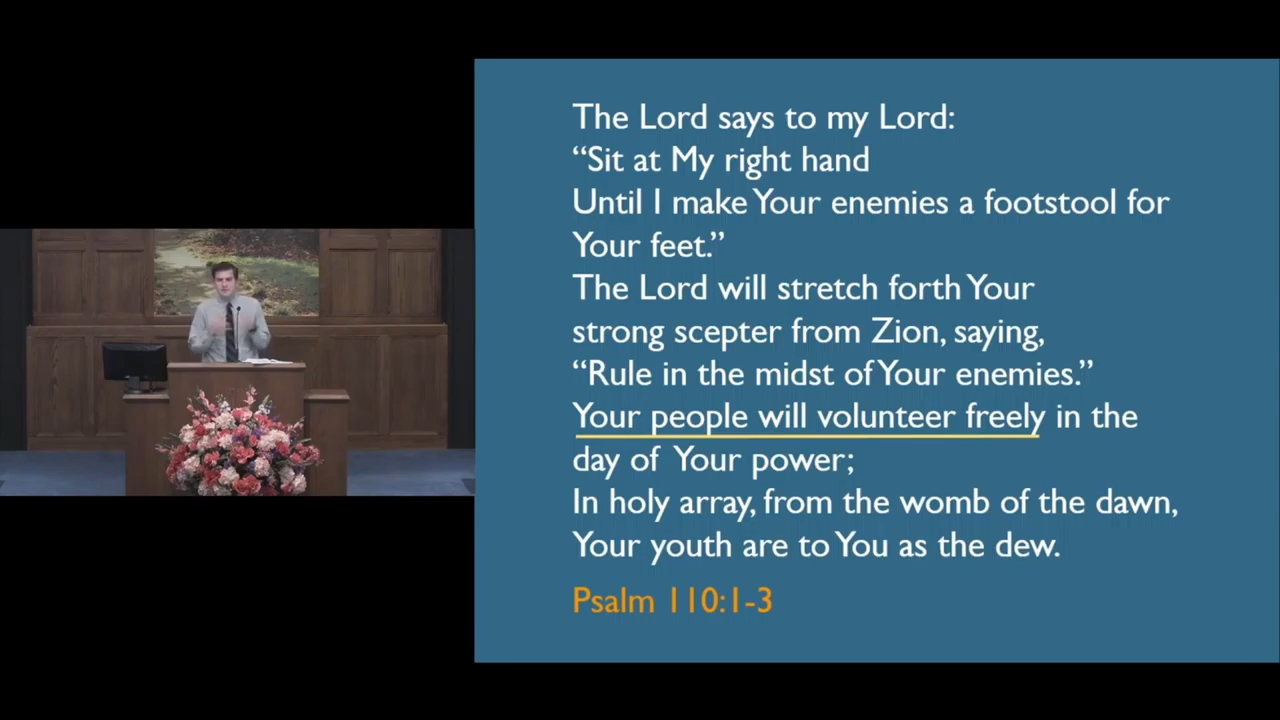 The Lord says to my Lord:
“Sit at My right hand
Until I make Your enemies a footstool for
Your feet.”
The Lord will stretch forth Your
strong scepter from Zion, saying,
“Rule in the midst of Your enemies.”
Your people will volunteer freely in the
day of Your power;
In holy array, from the womb of the dawn,
Your youth are to You as the dew.
Psalm 110:1-3